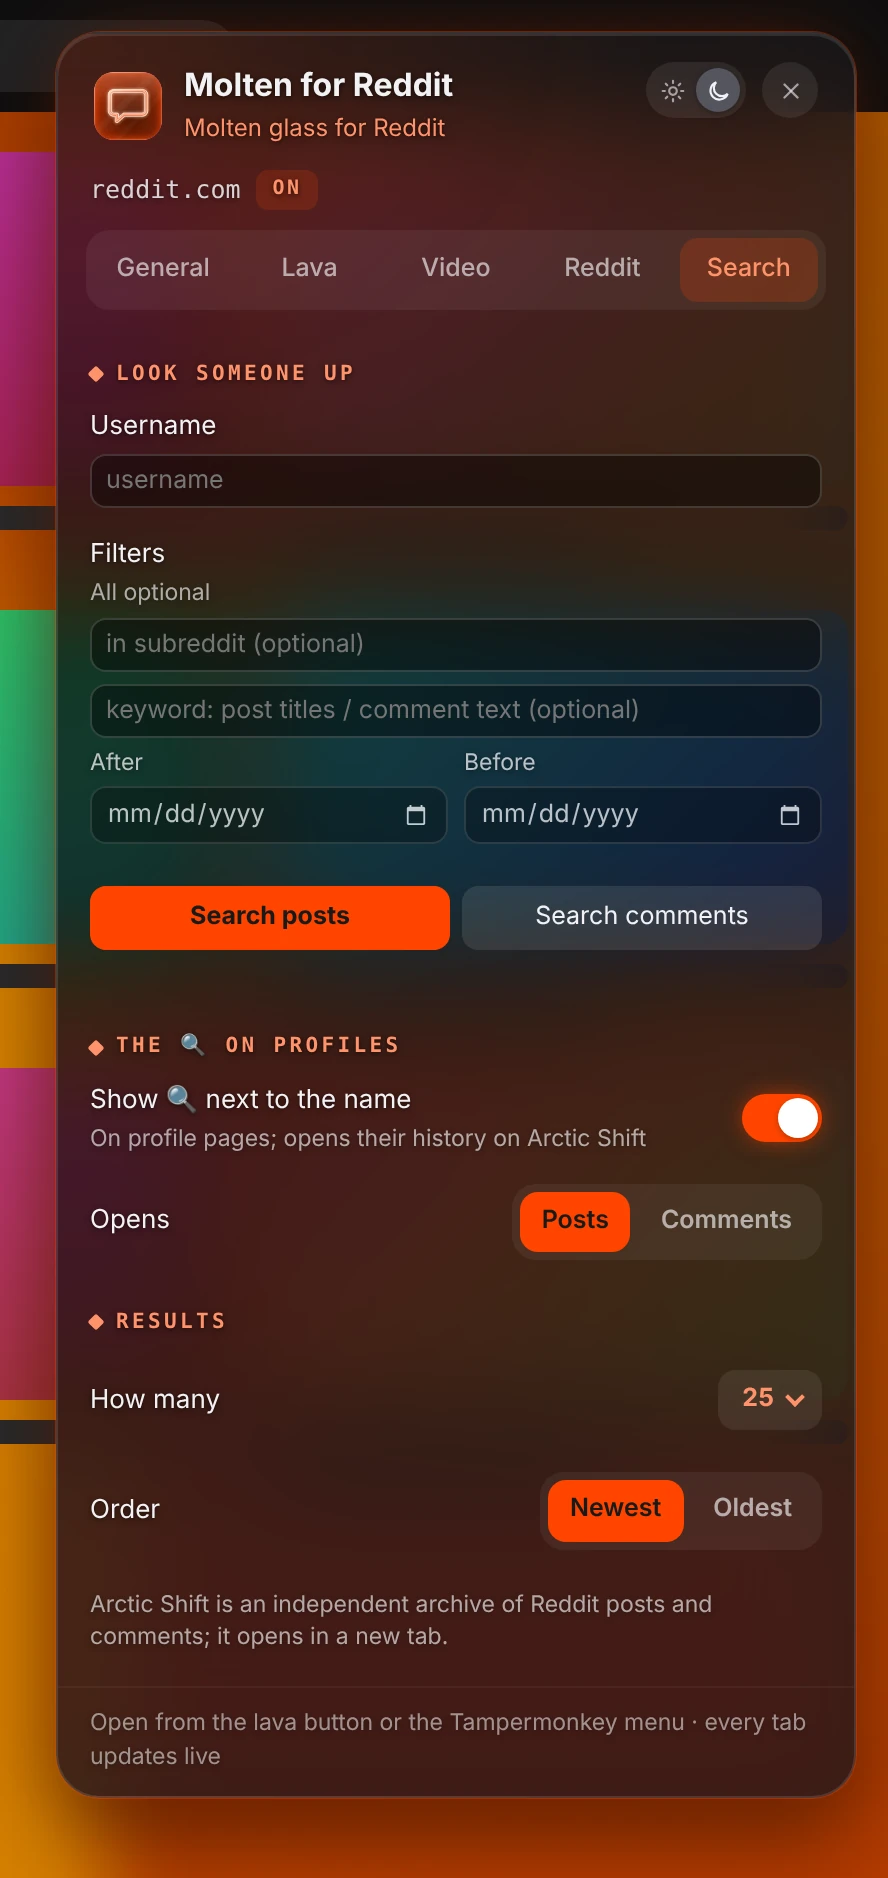 Molten for Reddit
Molten glass for Reddit
reddit.com ON
General Lava Video Reddit Search
LOOK SOMEONE UP
Username
username
Filters
All optional
in subreddit (optional)
keyword: post titles / comment text (optional)
After Before
mm/dd/yyyy mm/dd/yyyy
Search posts Search comments
THE 🔍 ON PROFILES
Show 🔍 next to the name
On profile pages; opens their history on Arctic Shift
Opens Posts Comments
RESULTS
How many 25
Order Newest Oldest
Arctic Shift is an independent archive of Reddit posts and
comments; it opens in a new tab.
Open from the lava button or the Tampermonkey menu · every tab
updates live